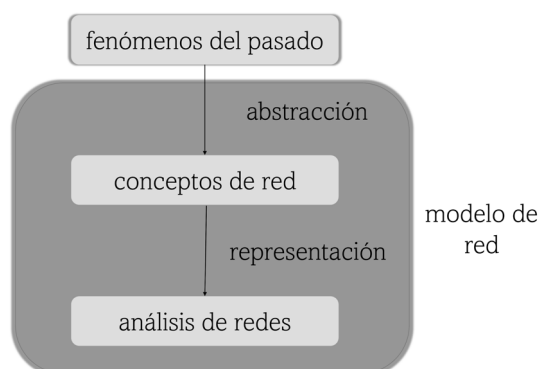 fenómenos del pasado
abstracción
conceptos de red
modelo de
red
representación
análisis de redes